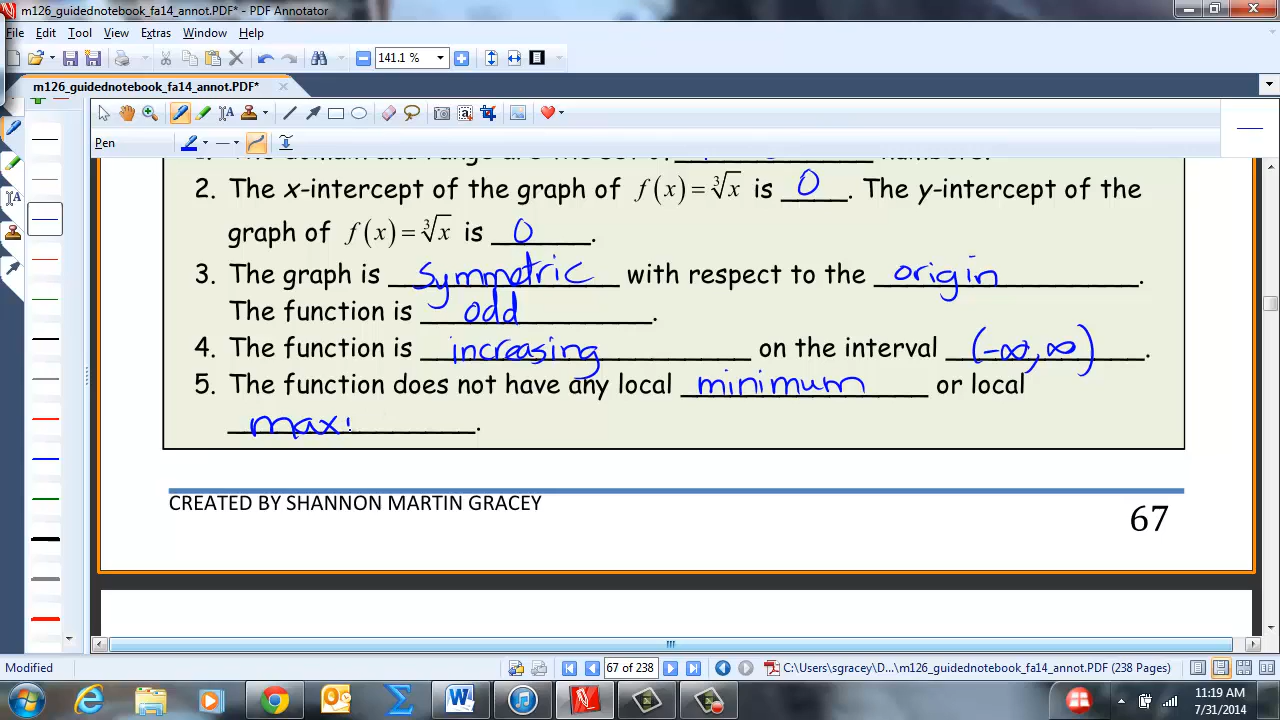 m126_guidednotebook_fa14_annot.PDF* - PDF Annotator
File Edit Tool View Extras Window Help
141.1 %
m126_guidednotebook_fa14_annot.PDF*
Pen
2. The x-intercept of the graph of f(x) = ∛x is 0. The y-intercept of the
graph of f(x) = ∛x is 0.
3. The graph is symmetric with respect to the origin.
The function is odd.
4. The function is increasing on the interval (-∞, ∞).
5. The function does not have any local minimum or local
maxi.
CREATED BY SHANNON MARTIN GRACEY
67
Modified
67 of 238
C:\Users\sgracey\D...\m126_guidednotebook_fa14_annot.PDF (238 Pages)
11:19 AM
7/31/2014